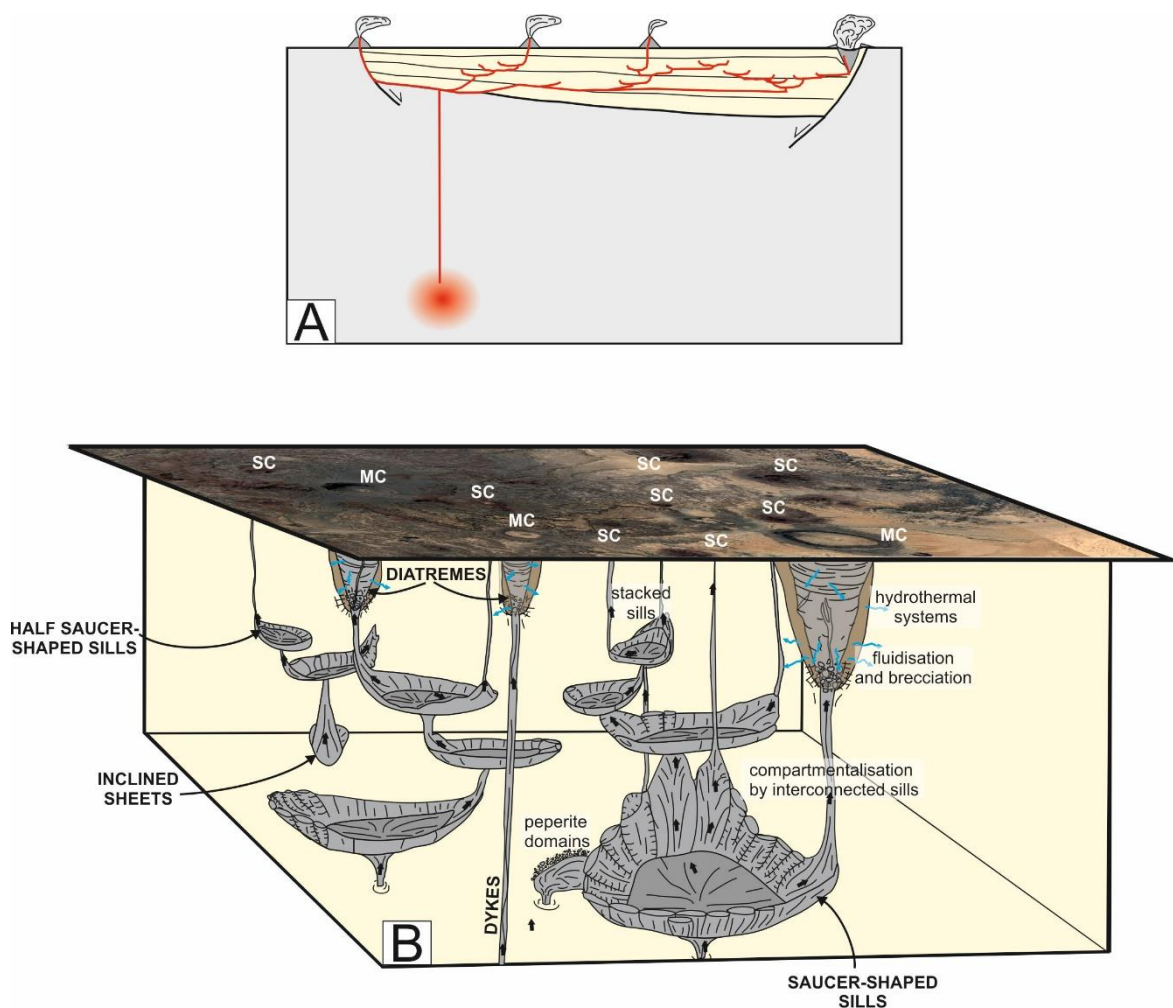 A
SC
MC
SC
MC
SC
SC
SC
SC
SC
SC
MC
DIATREMES
stacked
sills
hydrothermal
systems
HALF SAUCER-
SHAPED SILLS
fluidisation
and brecciation
INCLINED
SHEETS
compartmentalisation
by interconnected sills
peperite
domains
DYKES
B
SAUCER-SHAPED
SILLS